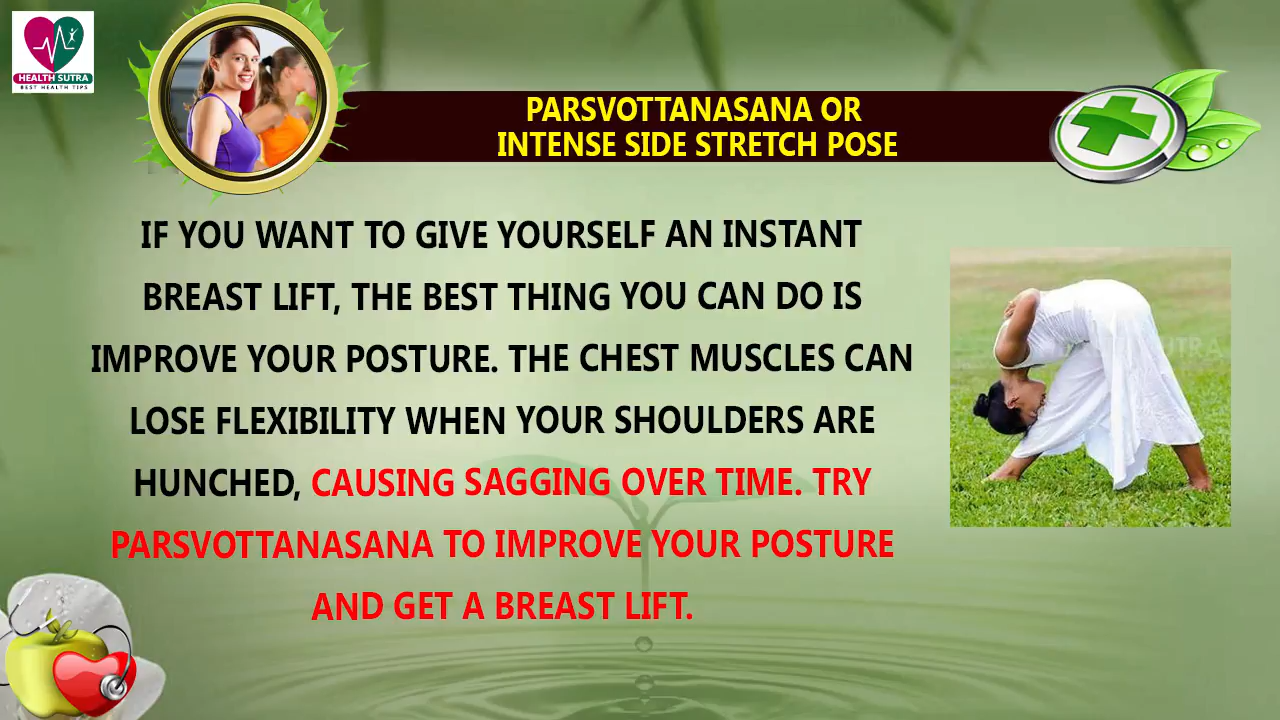 HEALTH SUTRA
BEST HEALTH TIPS
PARSVOTTANASANA OR
INTENSE SIDE STRETCH POSE
IF YOU WANT TO GIVE YOURSELF AN INSTANT
BREAST LIFT, THE BEST THING YOU CAN DO IS
IMPROVE YOUR POSTURE. THE CHEST MUSCLES CAN
LOSE FLEXIBILITY WHEN YOUR SHOULDERS ARE
HUNCHED, CAUSING SAGGING OVER TIME. TRY
PARSVOTTANASANA TO IMPROVE YOUR POSTURE
AND GET A BREAST LIFT.